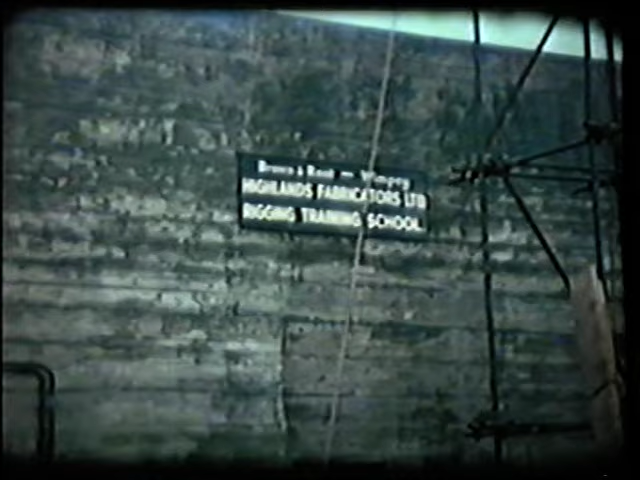 Brown & Root — Wimpey
HIGHLANDS FABRICATORS LTD
RIGGING TRAINING SCHOOL.